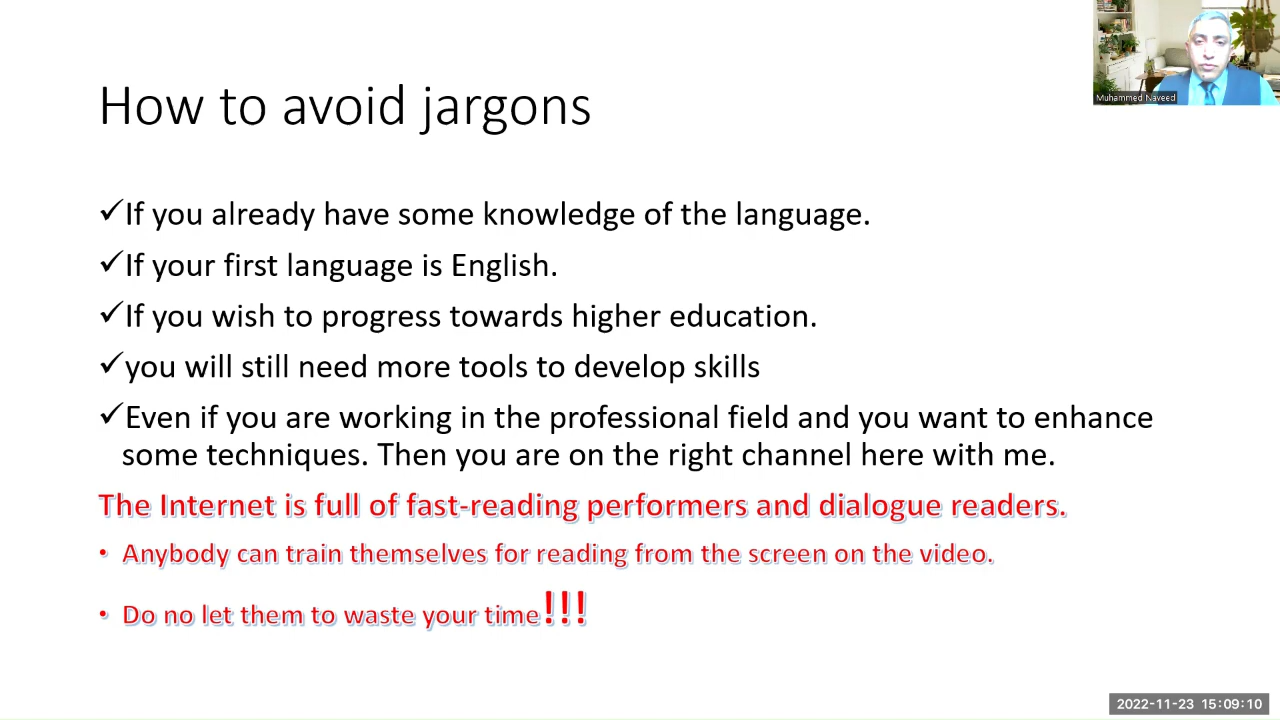 How to avoid jargons
Muhammed Naveed
✓If you already have some knowledge of the language.
✓If your first language is English.
✓If you wish to progress towards higher education.
✓you will still need more tools to develop skills
✓Even if you are working in the professional field and you want to enhance
some techniques. Then you are on the right channel here with me.
The Internet is full of fast-reading performers and dialogue readers.
• Anybody can train themselves for reading from the screen on the video.
• Do no let them to waste your time!!!
2022-11-23 15:09:10